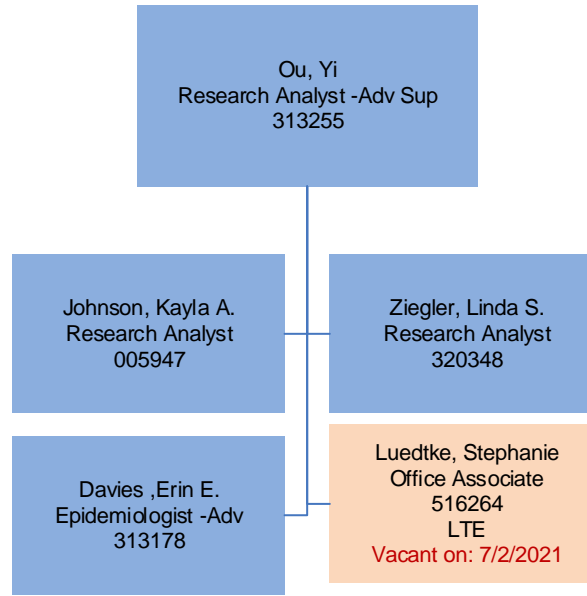 Ou, Yi
Research Analyst -Adv Sup
313255
Johnson, Kayla A.
Research Analyst
005947
Ziegler, Linda S.
Research Analyst
320348
Davies ,Erin E.
Epidemiologist -Adv
313178
Luedtke, Stephanie
Office Associate
516264
LTE
Vacant on: 7/2/2021